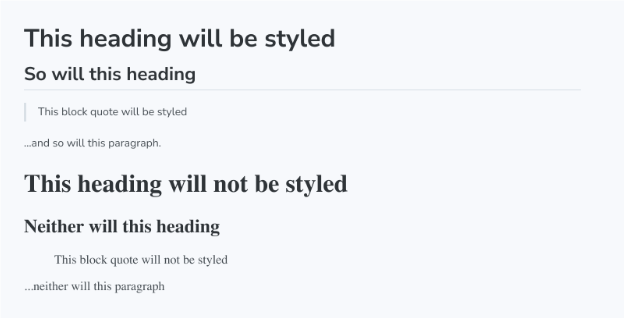 This heading will be styled
So will this heading
This block quote will be styled
...and so will this paragraph.
This heading will not be styled
Neither will this heading
This block quote will not be styled
...neither will this paragraph